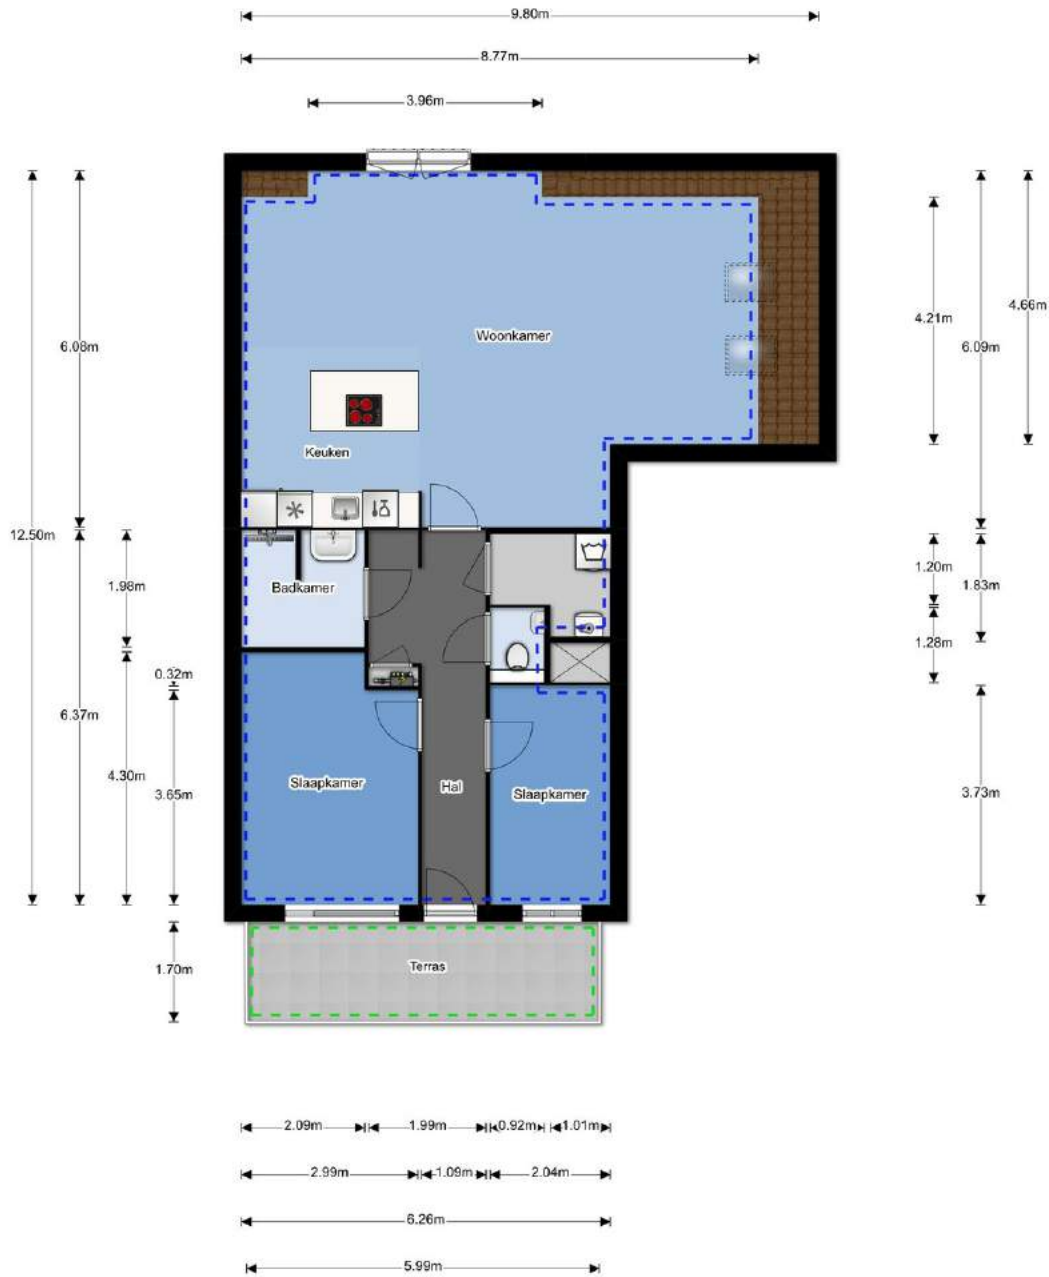 9.80m
8.77m
3.96m
Woonkamer
4.21m
4.66m
6.08m
6.09m
Keuken
12.50m
1.98m
Badkamer
1.20m
1.83m
1.28m
0.32m
6.37m
4.30m
3.65m
Slaapkamer
Hal
Slaapkamer
3.73m
1.70m
Terras
2.09m
1.99m
0.92m
1.01m
2.99m
1.09m
2.04m
6.26m
5.99m